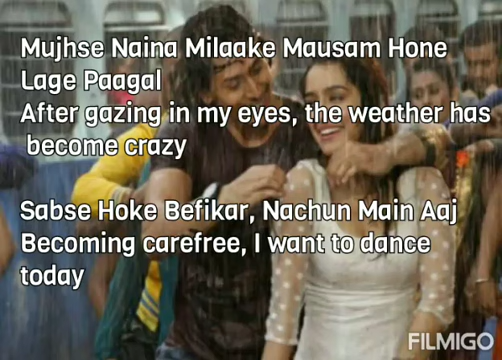 Mujhse Naina Milaake Mausam Hone
Lage Paagal
After gazing in my eyes, the weather has
become crazy
Sabse Hoke Befikar, Nachun Main Aaj
Becoming carefree, I want to dance
today
FILMIGO